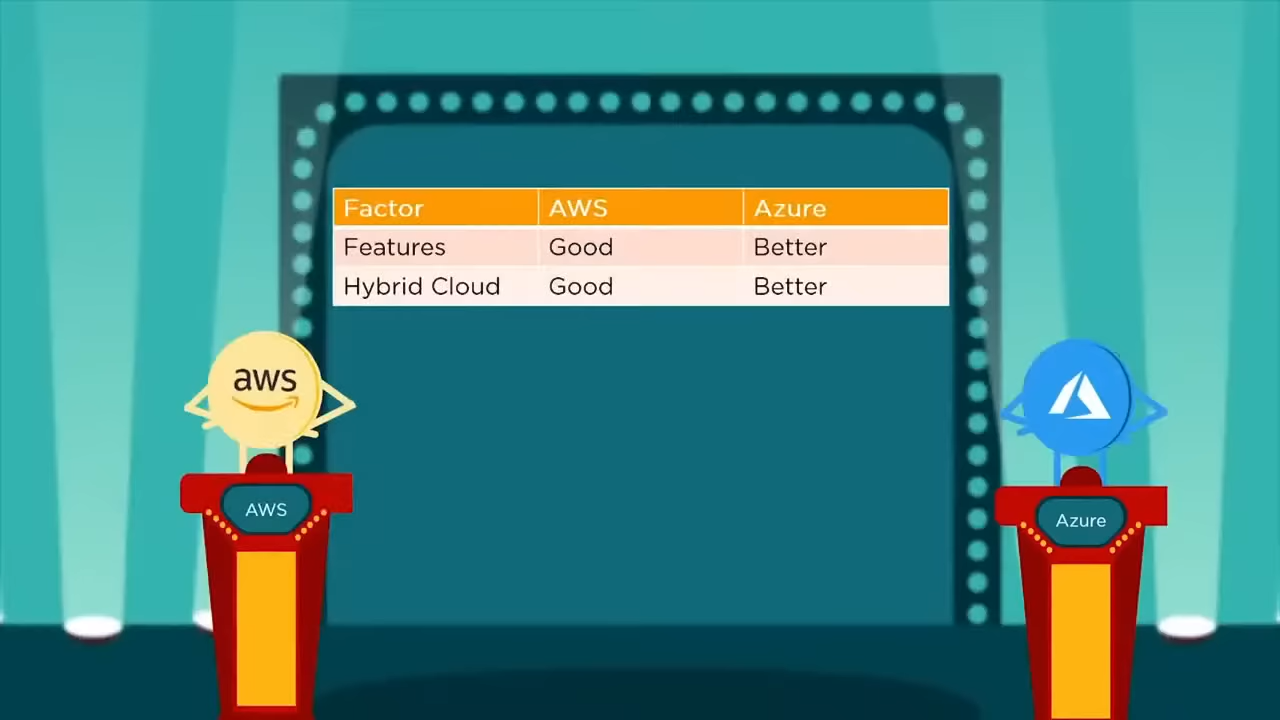 Factor AWS Azure
Features Good Better
Hybrid Cloud Good Better
aws
AWS
Azure